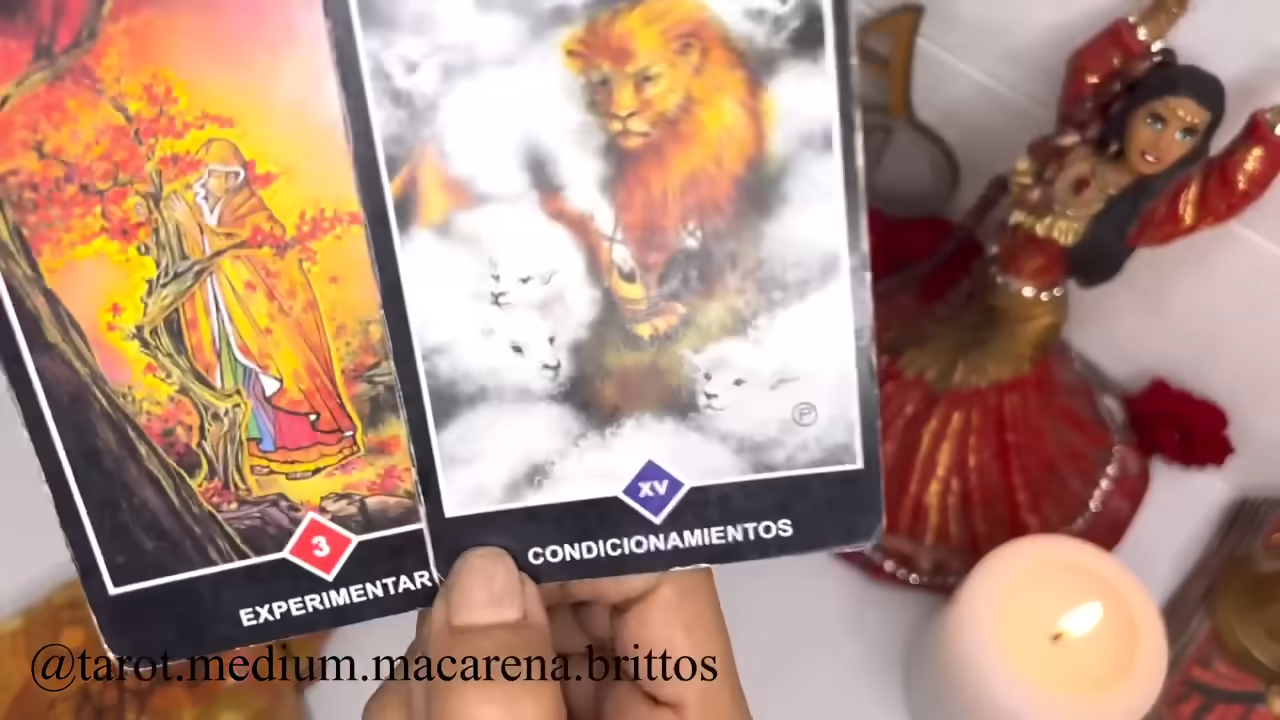 3
EXPERIMENTAR
XV
CONDICIONAMIENTOS
@tarot.medium.macarena.brittos